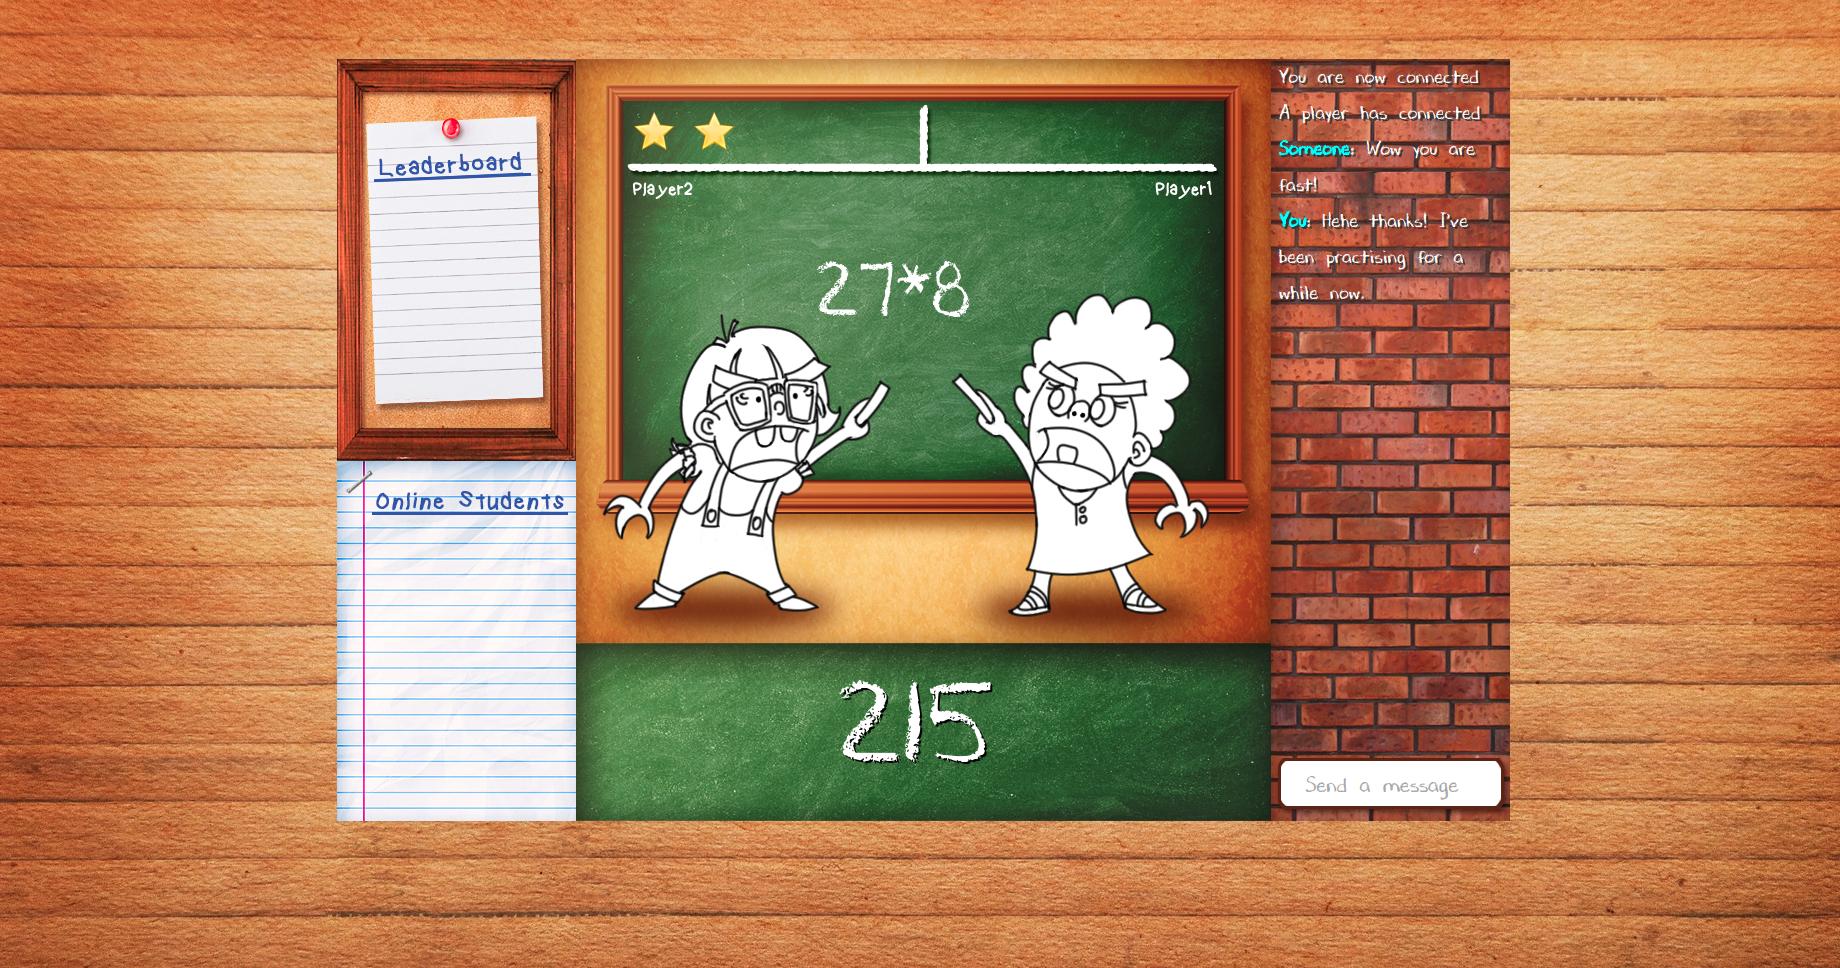 Leaderboard
Online Students
Player2
Player1
27*8
215
You are now connected
A player has connected
Someone: Wow you are
fast!
You: Hehe thanks! I've
been practising for a
while now.
Send a message